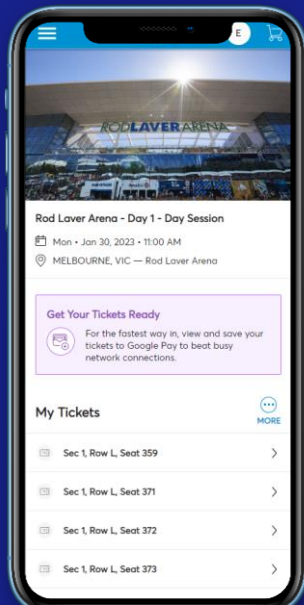 E
ROD LAVER ARENA
Rod Laver Arena - Day 1 - Day Session
Mon • Jan 30, 2023 • 11:00 AM
MELBOURNE, VIC — Rod Laver Arena
Get Your Tickets Ready
For the fastest way in, view and save your
tickets to Google Pay to beat busy
network connections.
My Tickets
MORE
Sec 1, Row L, Seat 359
Sec 1, Row L, Seat 371
Sec 1, Row L, Seat 372
Sec 1, Row L, Seat 373